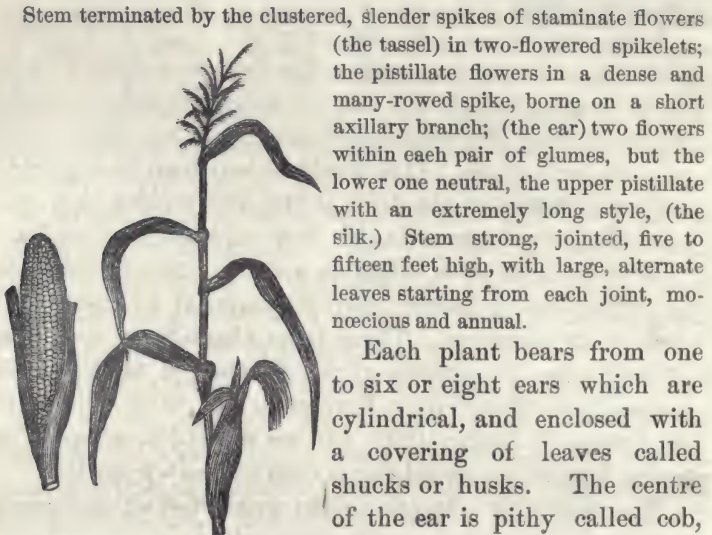 Stem terminated by the clustered, slender spikes of staminate flowers
(the tassel) in two-flowered spikelets;
the pistillate flowers in a dense and
many-rowed spike, borne on a short
axillary branch; (the ear) two flowers
within each pair of glumes, but the
lower one neutral, the upper pistillate
with an extremely long style, (the
silk.) Stem strong, jointed, five to
fifteen feet high, with large, alternate
leaves starting from each joint, mo-
nœcious and annual.
Each plant bears from one
to six or eight ears which are
cylindrical, and enclosed with
a covering of leaves called
shucks or husks. The centre
of the ear is pithy called cob,